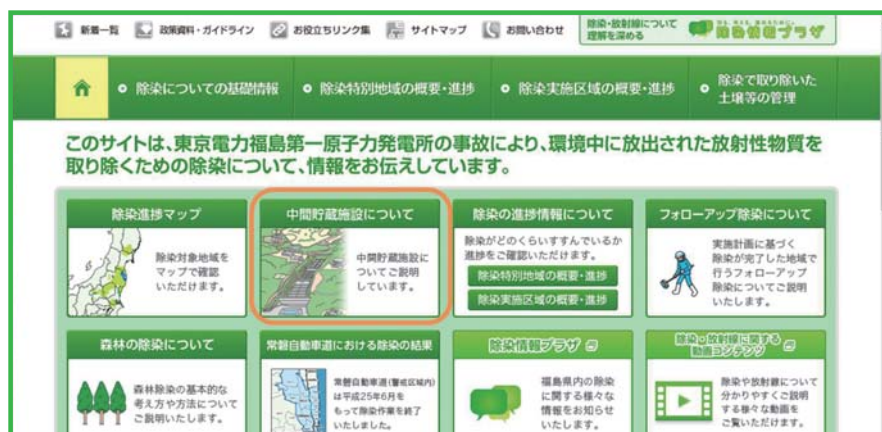 新着一覧
政策資料・ガイドライン
お役立ちリンク集
サイトマップ
お問い合わせ
除染・放射線について
理解を深める
除染情報プラザ
除染についての基礎情報
除染特別地域の概要・進捗
除染実施区域の概要・進捗
除染で取り除いた
土壌等の管理
このサイトは、東京電力福島第一原子力発電所の事故により、環境中に放出された放射性物質を
取り除くための除染について、情報をお伝えしています。
除染進捗マップ
除染対象地域を
マップで確認
いただけます。
中間貯蔵施設について
中間貯蔵施設に
ついてご説明
しています。
除染の進捗情報について
除染がどのくらいすすんでいるか
進捗をご確認いただけます。
除染特別地域の概要・進捗
除染実施区域の概要・進捗
フォローアップ除染について
実施計画に基づく
除染が完了した地域で
行うフォローアップ
除染についてご説明
いたします。
森林の除染について
森林除染の基本的な
考え方や方法について
ご説明いたします。
常磐自動車道における除染の結果
常磐自動車道(警戒区域内)
は平成25年6月を
もって除染作業を終了
いたしました。
除染情報プラザ
福島県内の除染
に関する様々な
情報をお知らせ
いたします。
除染・放射線に関する
動画コンテンツ
除染や放射線について
分かりやすくご説明
する様々な動画を
ご覧いただけます。